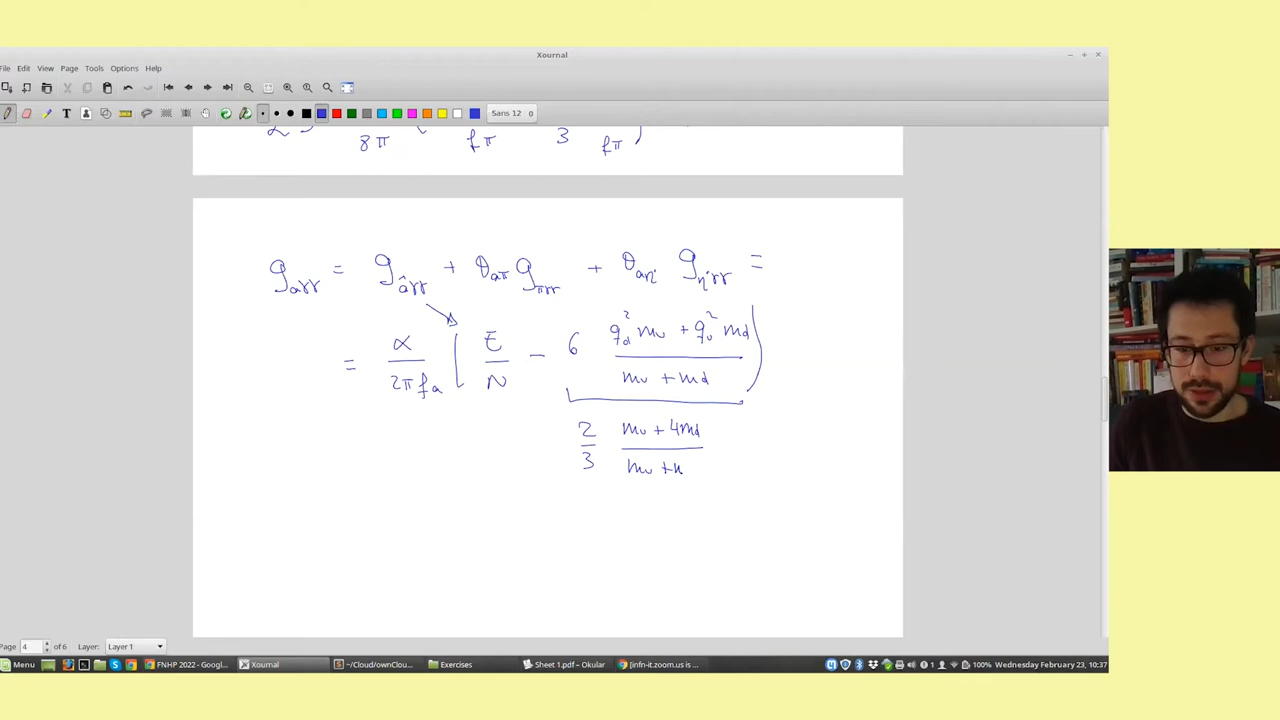 Xournal
File Edit View Page Tools Options Help
Sans 12 0
8π fπ 3 fπ )
g_aγγ = g_âγγ + θ_aπ g_πγγ + θ_aη' g_η'γγ =
= α/(2π f_a) [ E/N − 6 (q_d² m_u + q_u² m_d)/(m_u + m_d) )
2/3 (m_u + 4m_d)/(m_u +
Page 4 of 6 Layer: Layer 1
Menu FNHP 2022 - Googl... Xournal ~/Cloud/ownClou... Exercises Sheet 1.pdf – Okular [infn-it.zoom.us is ... 1 100% Wednesday February 23, 10:37